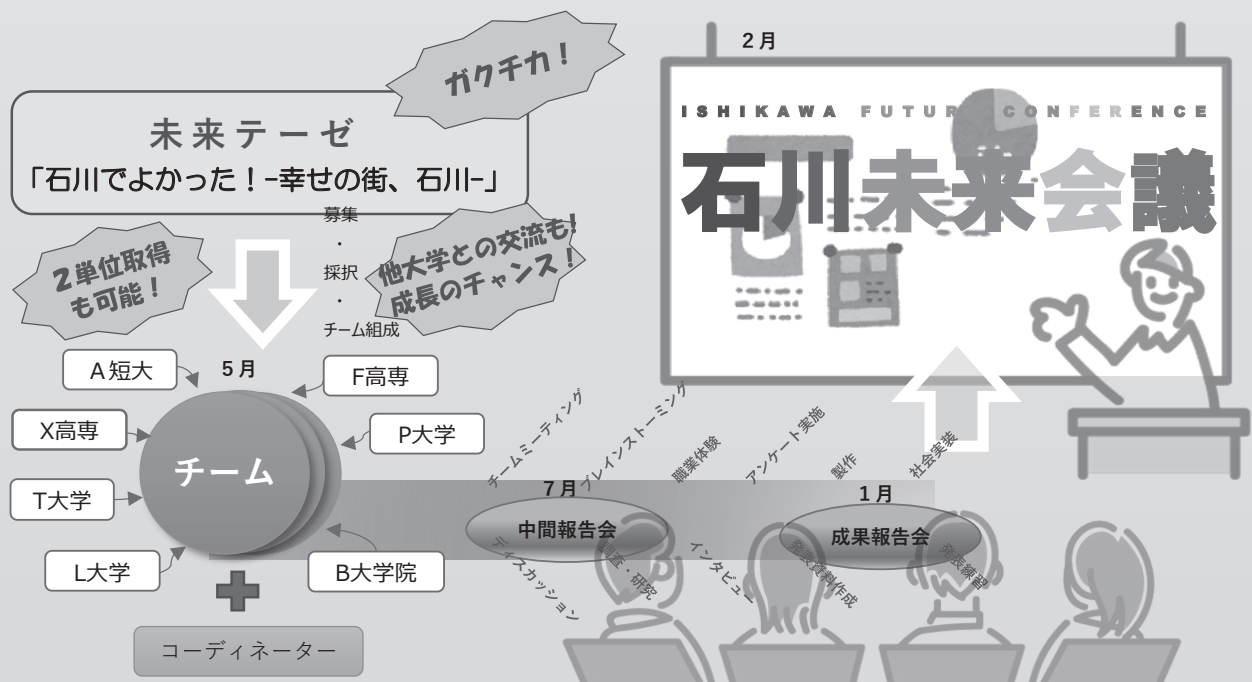 ガクチカ！
未来テーゼ
「石川でよかった！−幸せの街、石川−」
募集
・
採択
・
チーム組成
２単位取得
も可能！
他大学との交流も！
成長のチャンス！
5月
A短大
F高専
X高専
P大学
T大学
L大学
B大学院
チーム
コーディネーター
チームミーティング
ブレインストーミング
職業体験
アンケート実施
製作
社会実装
7月
中間報告会
1月
成果報告会
ディスカッション
調査・研究
インタビュー
発表資料作成
発表練習
2月
ISHIKAWA FUTURE CONFERENCE
石川未来会議